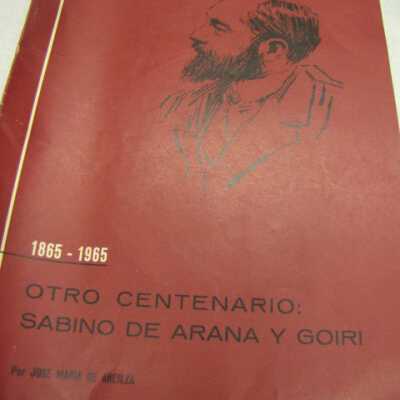 1865 - 1965
OTRO CENTENARIO:
SABINO DE ARANA Y GOIRI
Por JOSE MARIA DE AREILZA